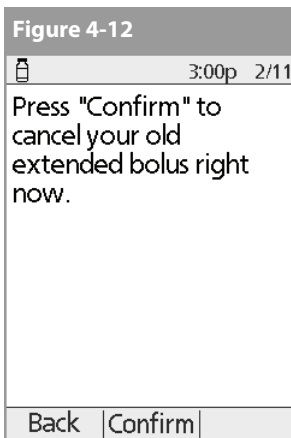 Figure 4-12
3:00p 2/11
Press "Confirm" to
cancel your old
extended bolus right
now.
Back Confirm